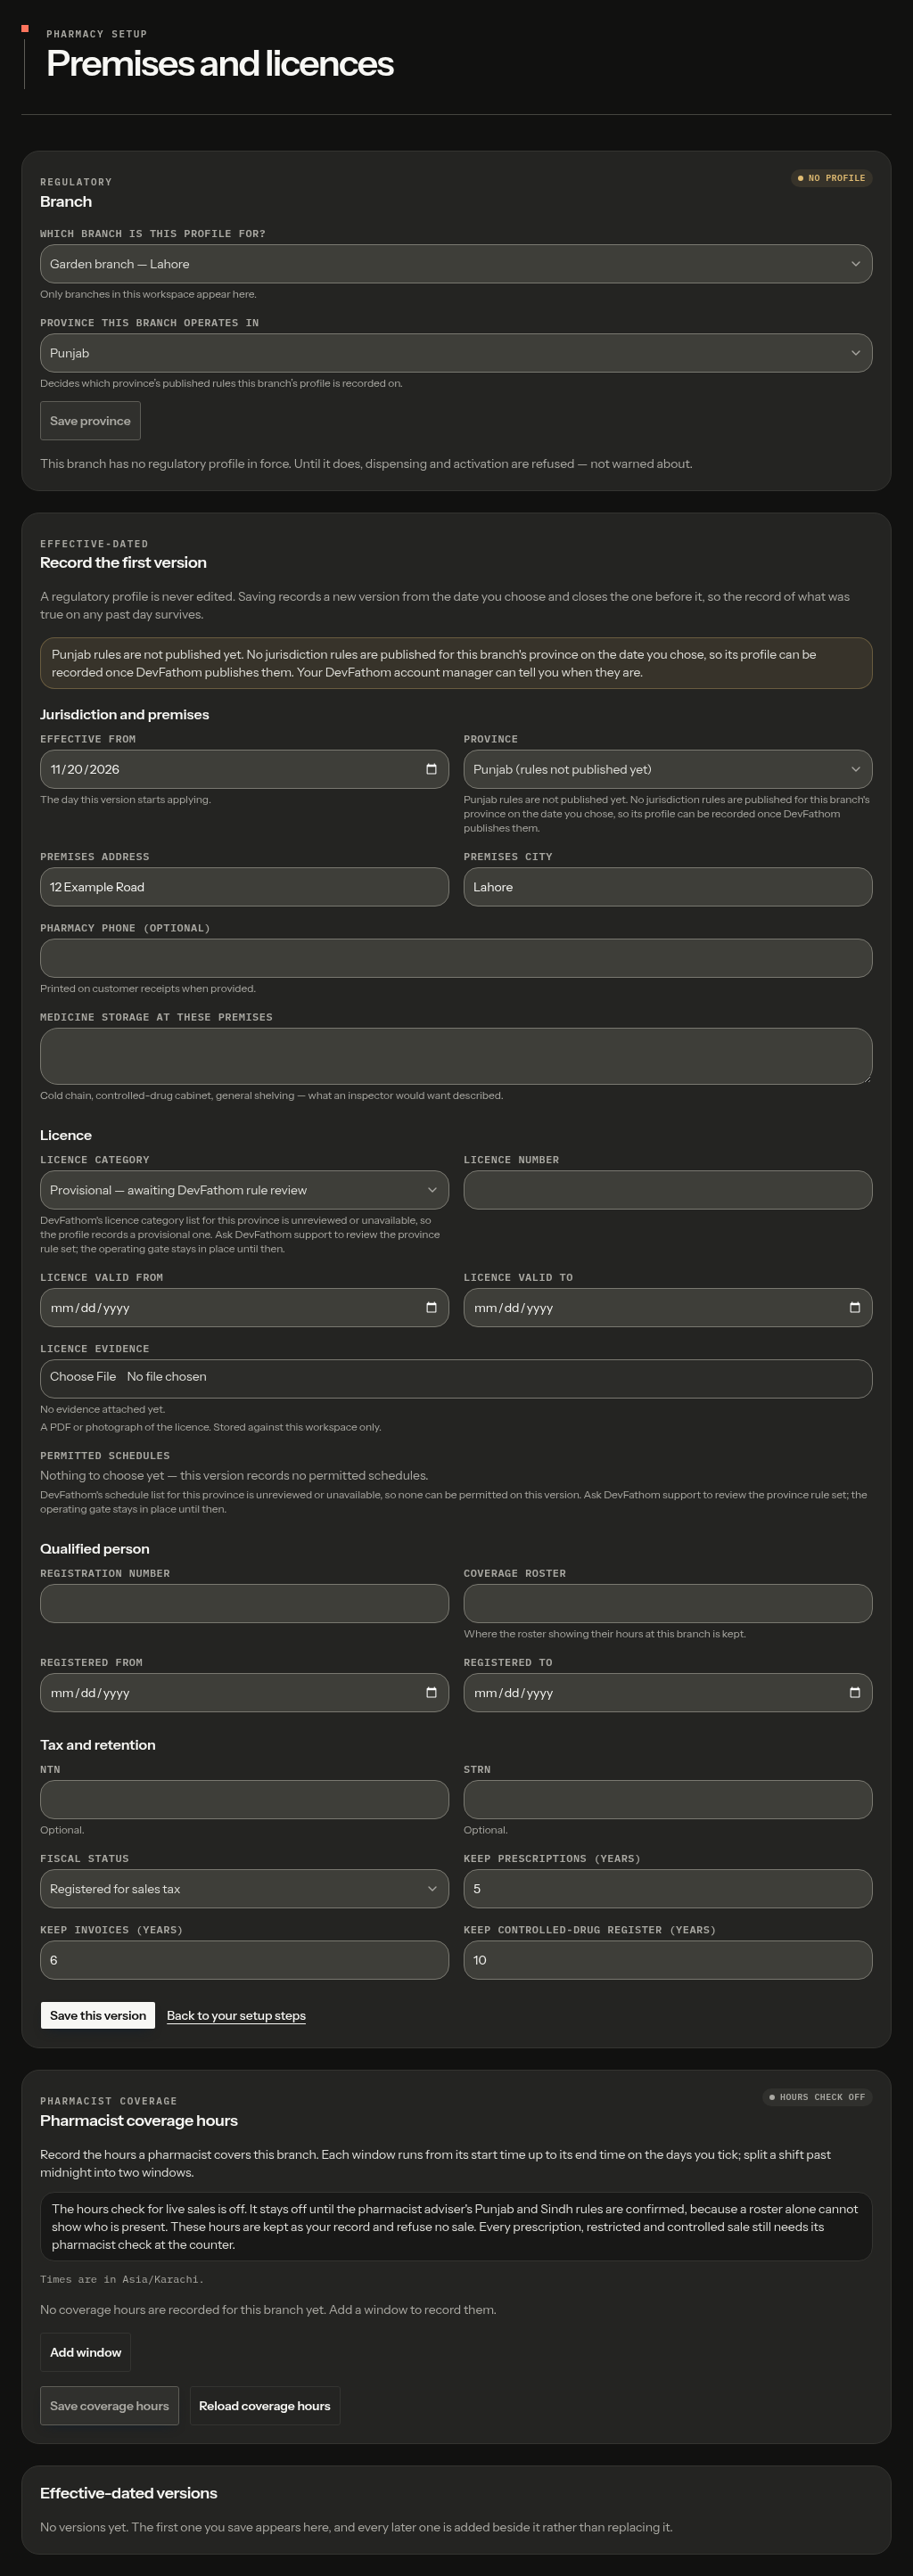 PHARMACY SETUP
Premises and licences
REGULATORY
NO PROFILE
Branch
WHICH BRANCH IS THIS PROFILE FOR?
Garden branch — Lahore
Only branches in this workspace appear here.
PROVINCE THIS BRANCH OPERATES IN
Punjab
Decides which province's published rules this branch's profile is recorded on.
Save province
This branch has no regulatory profile in force. Until it does, dispensing and activation are refused — not warned about.
EFFECTIVE-DATED
Record the first version
A regulatory profile is never edited. Saving records a new version from the date you choose and closes the one before it, so the record of what was
true on any past day survives.
Punjab rules are not published yet. No jurisdiction rules are published for this branch's province on the date you chose, so its profile can be
recorded once DevFathom publishes them. Your DevFathom account manager can tell you when they are.
Jurisdiction and premises
EFFECTIVE FROM
PROVINCE
11/20/2026
Punjab (rules not published yet)
The day this version starts applying.
Punjab rules are not published yet. No jurisdiction rules are published for this branch's
province on the date you chose, so its profile can be recorded once DevFathom
publishes them.
PREMISES ADDRESS
PREMISES CITY
12 Example Road
Lahore
PHARMACY PHONE (OPTIONAL)
Printed on customer receipts when provided.
MEDICINE STORAGE AT THESE PREMISES
Cold chain, controlled-drug cabinet, general shelving — what an inspector would want described.
Licence
LICENCE CATEGORY
LICENCE NUMBER
Provisional — awaiting DevFathom rule review
DevFathom's licence category list for this province is unreviewed or unavailable, so
the profile records a provisional one. Ask DevFathom support to review the province
rule set; the operating gate stays in place until then.
LICENCE VALID FROM
LICENCE VALID TO
mm/dd/yyyy
mm/dd/yyyy
LICENCE EVIDENCE
Choose File No file chosen
No evidence attached yet.
A PDF or photograph of the licence. Stored against this workspace only.
PERMITTED SCHEDULES
Nothing to choose yet — this version records no permitted schedules.
DevFathom's schedule list for this province is unreviewed or unavailable, so none can be permitted on this version. Ask DevFathom support to review the province rule set; the
operating gate stays in place until then.
Qualified person
REGISTRATION NUMBER
COVERAGE ROSTER
Where the roster showing their hours at this branch is kept.
REGISTERED FROM
REGISTERED TO
mm/dd/yyyy
mm/dd/yyyy
Tax and retention
NTN
STRN
Optional.
Optional.
FISCAL STATUS
KEEP PRESCRIPTIONS (YEARS)
Registered for sales tax
5
KEEP INVOICES (YEARS)
KEEP CONTROLLED-DRUG REGISTER (YEARS)
6
10
Save this version
Back to your setup steps
PHARMACIST COVERAGE
HOURS CHECK OFF
Pharmacist coverage hours
Record the hours a pharmacist covers this branch. Each window runs from its start time up to its end time on the days you tick; split a shift past
midnight into two windows.
The hours check for live sales is off. It stays off until the pharmacist adviser's Punjab and Sindh rules are confirmed, because a roster alone cannot
show who is present. These hours are kept as your record and refuse no sale. Every prescription, restricted and controlled sale still needs its
pharmacist check at the counter.
Times are in Asia/Karachi.
No coverage hours are recorded for this branch yet. Add a window to record them.
Add window
Save coverage hours
Reload coverage hours
Effective-dated versions
No versions yet. The first one you save appears here, and every later one is added beside it rather than replacing it.